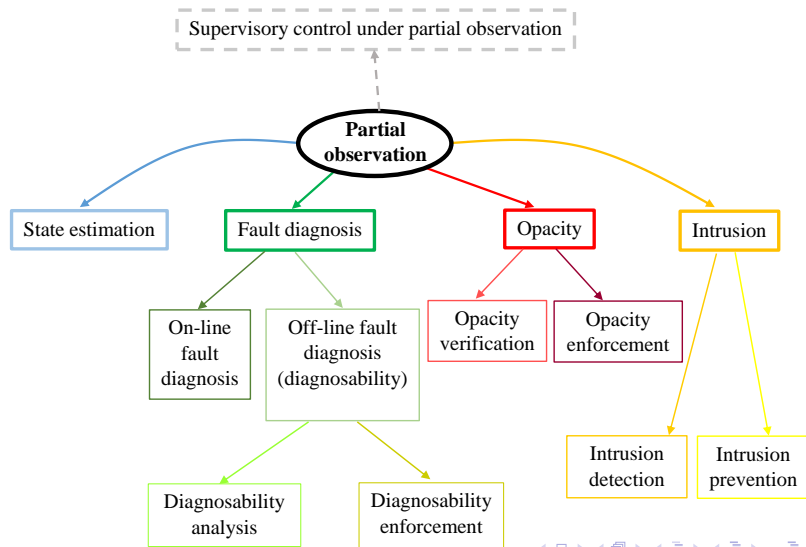 Supervisory control under partial observation
Partial
observation
State estimation
Fault diagnosis
Opacity
Intrusion
On-line
fault
diagnosis
Off-line fault
diagnosis
(diagnosability)
Opacity
verification
Opacity
enforcement
Intrusion
detection
Intrusion
prevention
Diagnosability
analysis
Diagnosability
enforcement